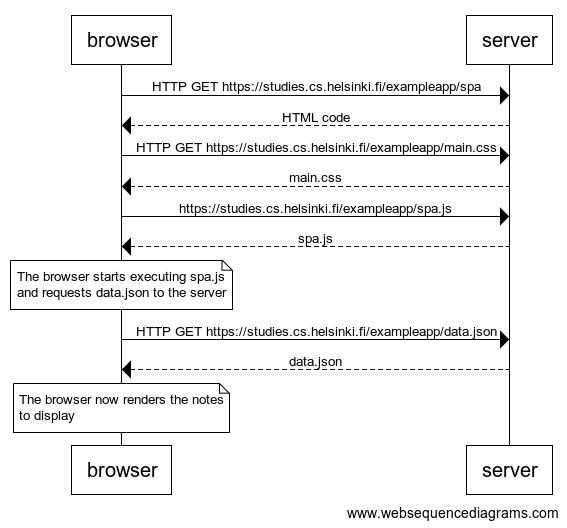 browser
server
HTTP GET https://studies.cs.helsinki.fi/exampleapp/spa
HTML code
HTTP GET https://studies.cs.helsinki.fi/exampleapp/main.css
main.css
https://studies.cs.helsinki.fi/exampleapp/spa.js
spa.js
The browser starts executing spa.js
and requests data.json to the server
HTTP GET https://studies.cs.helsinki.fi/exampleapp/data.json
data.json
The browser now renders the notes
to display
browser
server
www.websequencediagrams.com